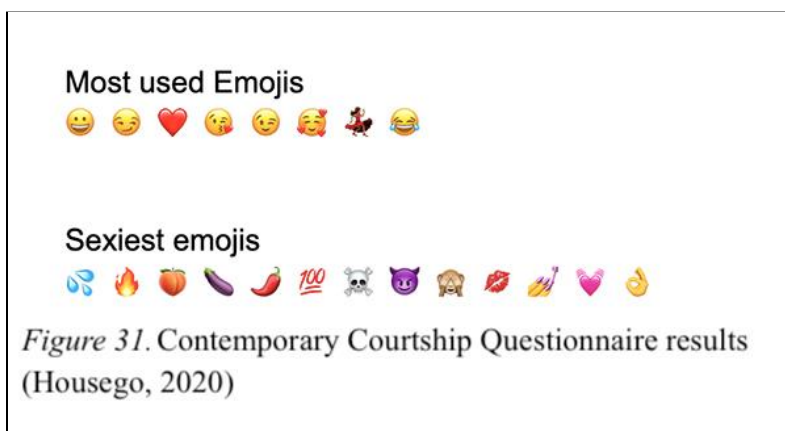 Most used Emojis
😀 😏 ❤️ 😘 😉 🥰 💃 😂
Sexiest emojis
💦 🔥 🍑 🍆 🌶️ 💯 ☠️ 😈 🙈 💋 💅 💓 👌
Figure 31. Contemporary Courtship Questionnaire results
(Housego, 2020)